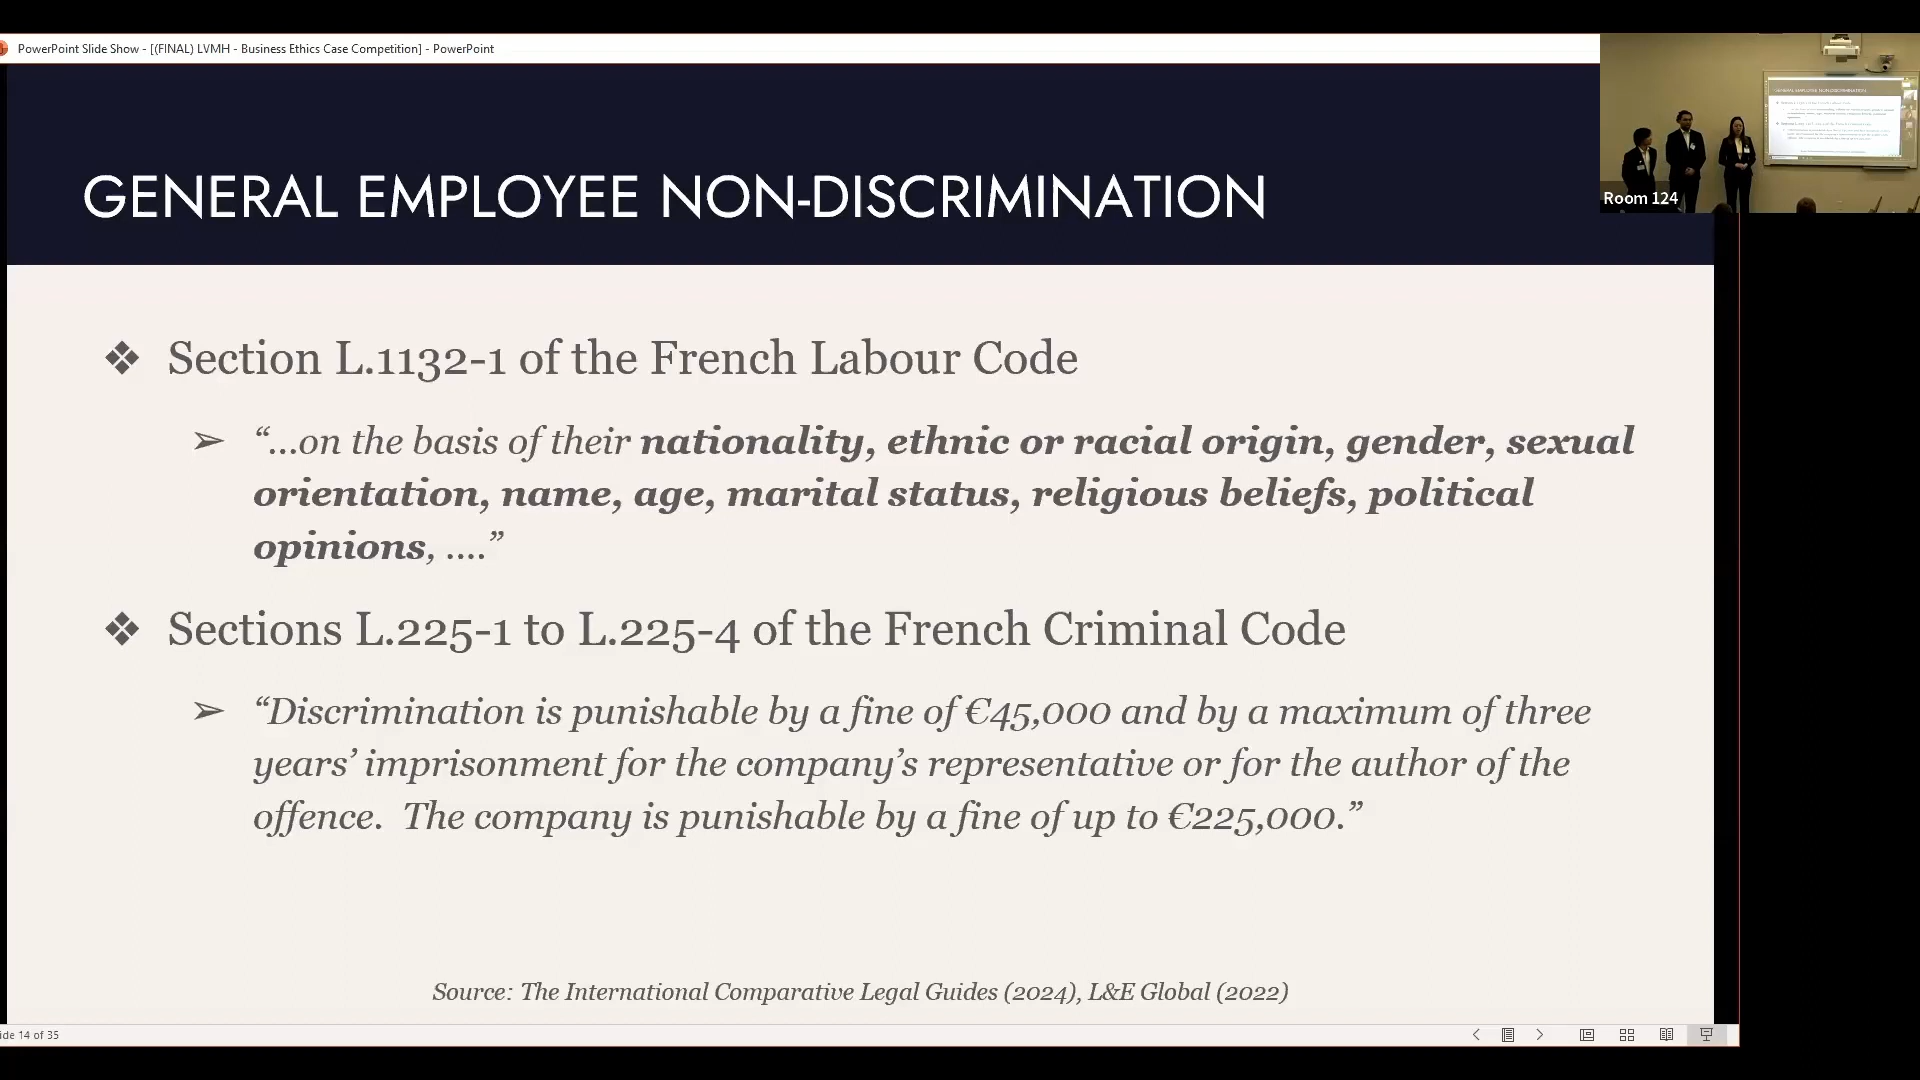 PowerPoint Slide Show - [(FINAL) LVMH - Business Ethics Case Competition] - PowerPoint
GENERAL EMPLOYEE NON-DISCRIMINATION
Room 124
❖ Section L.1132-1 of the French Labour Code
➢ “…on the basis of their nationality, ethnic or racial origin, gender, sexual
orientation, name, age, marital status, religious beliefs, political
opinions, ….”
❖ Sections L.225-1 to L.225-4 of the French Criminal Code
➢ “Discrimination is punishable by a fine of €45,000 and by a maximum of three
years’ imprisonment for the company’s representative or for the author of the
offence.  The company is punishable by a fine of up to €225,000.”
Source: The International Comparative Legal Guides (2024), L&E Global (2022)
ide 14 of 35